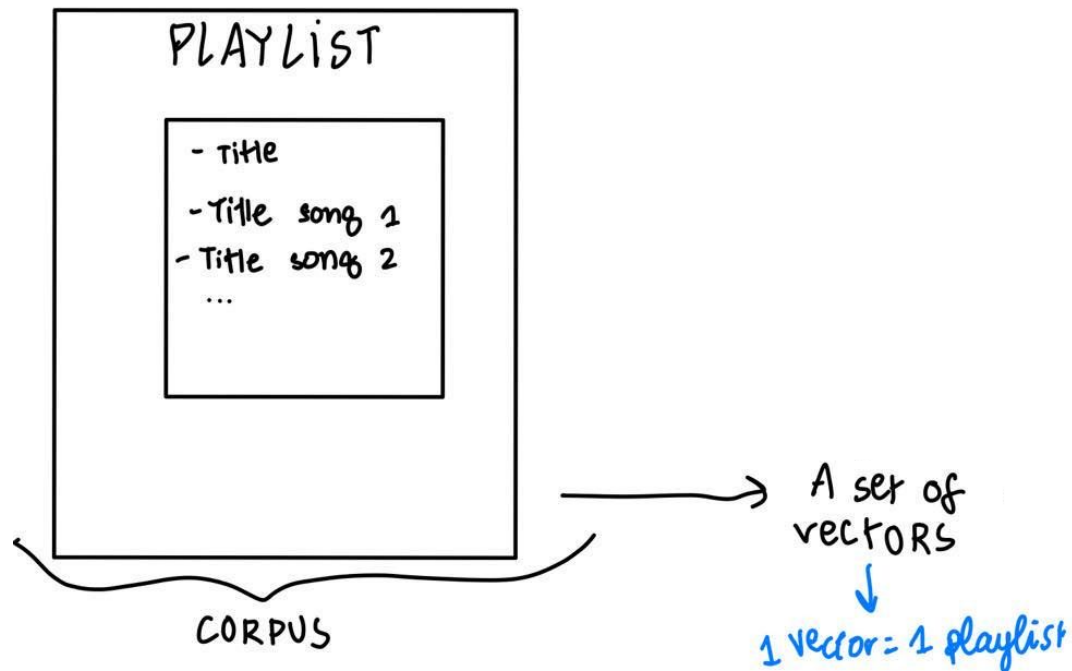 PLAYLiST
- Title
- Title song 1
- Title song 2
...
CORPUS
A set of
vectORS
1 vector = 1 playlist